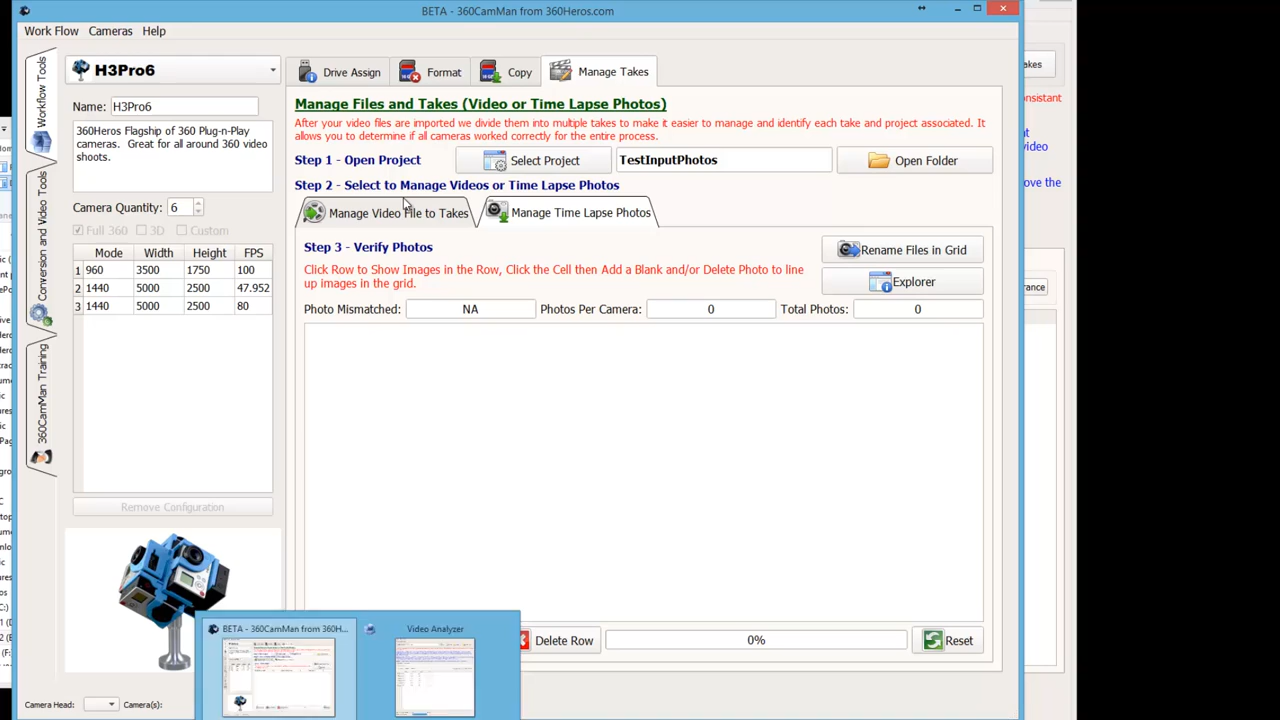 BETA - 360CamMan from 360Heros.com
Work Flow Cameras Help
Workflow Tools
Conversion and Video Tools
360CamMan Training
H3Pro6
Name: H3Pro6
360Heros Flagship of 360 Plug-n-Play
cameras. Great for all around 360 video
shoots.
Camera Quantity: 6
Full 360 3D Custom
Mode Width Height FPS
1 960 3500 1750 100
2 1440 5000 2500 47.952
3 1440 5000 2500 80
Remove Configuration
Camera Head: Camera(s):
Drive Assign Format Copy Manage Takes
Manage Files and Takes (Video or Time Lapse Photos)
After your video files are imported we divide them into multiple takes to make it easier to manage and identify each take and project associated. It
allows you to determine if all cameras worked correctly for the entire process.
Step 1 - Open Project Select Project TestInputPhotos Open Folder
Step 2 - Select to Manage Videos or Time Lapse Photos
Manage Video File to Takes Manage Time Lapse Photos
Step 3 - Verify Photos Rename Files in Grid
Click Row to Show Images in the Row, Click the Cell then Add a Blank and/or Delete Photo to line
up images in the grid.
Explorer
Photo Mismatched: NA Photos Per Camera: 0 Total Photos: 0
Delete Row 0% Reset
BETA - 360CamMan from 360H... Video Analyzer
akes
onsistant
t
video
ve the
rance